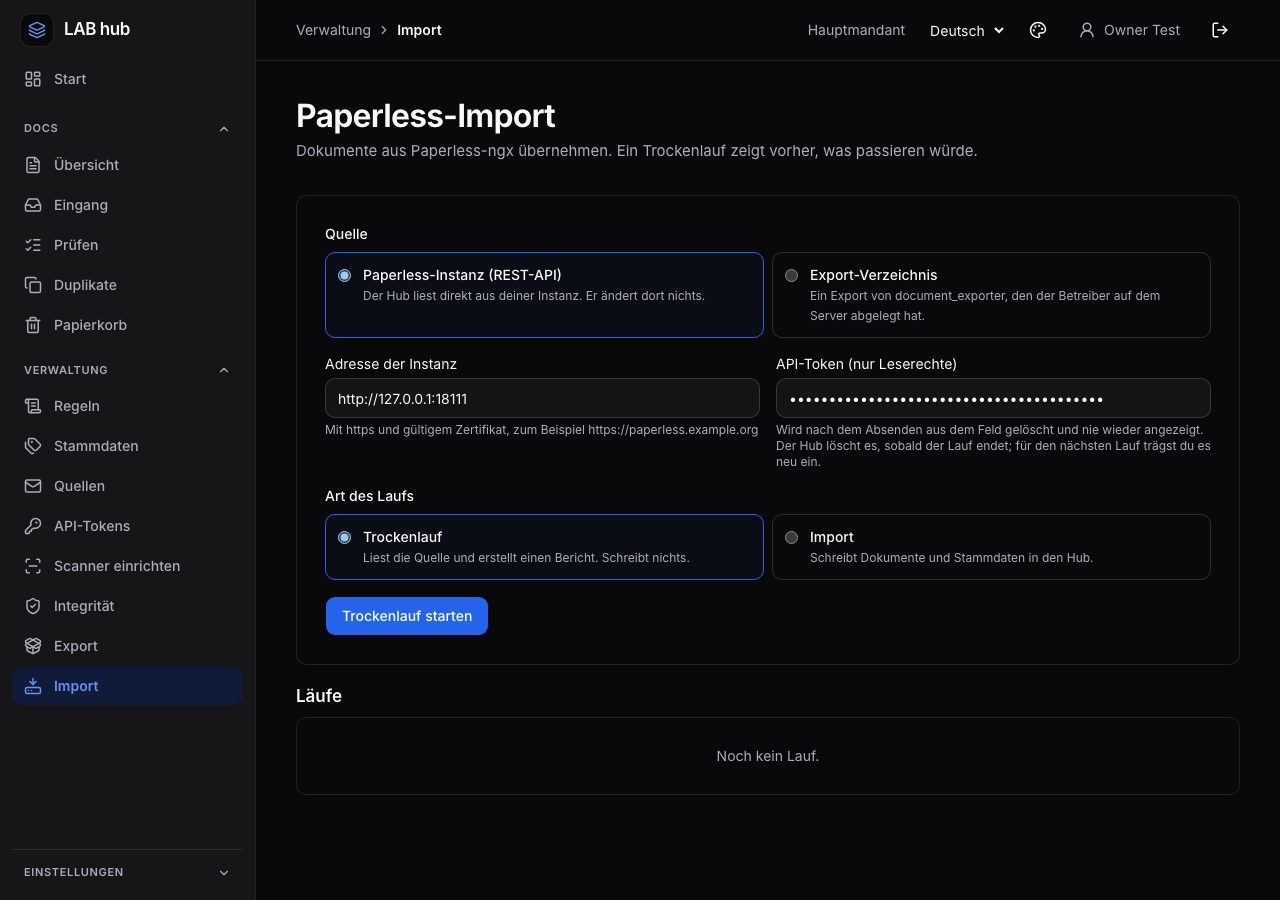 LAB hub
Start
DOCS
Übersicht
Eingang
Prüfen
Duplikate
Papierkorb
VERWALTUNG
Regeln
Stammdaten
Quellen
API-Tokens
Scanner einrichten
Integrität
Export
Import
EINSTELLUNGEN
Verwaltung Import
Hauptmandant Deutsch Owner Test
Paperless-Import
Dokumente aus Paperless-ngx übernehmen. Ein Trockenlauf zeigt vorher, was passieren würde.
Quelle
Paperless-Instanz (REST-API)
Der Hub liest direkt aus deiner Instanz. Er ändert dort nichts.
Export-Verzeichnis
Ein Export von document_exporter, den der Betreiber auf dem
Server abgelegt hat.
Adresse der Instanz
http://127.0.0.1:18111
Mit https und gültigem Zertifikat, zum Beispiel https://paperless.example.org
API-Token (nur Leserechte)
••••••••••••••••••••••••••••••••••••••••
Wird nach dem Absenden aus dem Feld gelöscht und nie wieder angezeigt.
Der Hub löscht es, sobald der Lauf endet; für den nächsten Lauf trägst du es
neu ein.
Art des Laufs
Trockenlauf
Liest die Quelle und erstellt einen Bericht. Schreibt nichts.
Import
Schreibt Dokumente und Stammdaten in den Hub.
Trockenlauf starten
Läufe
Noch kein Lauf.